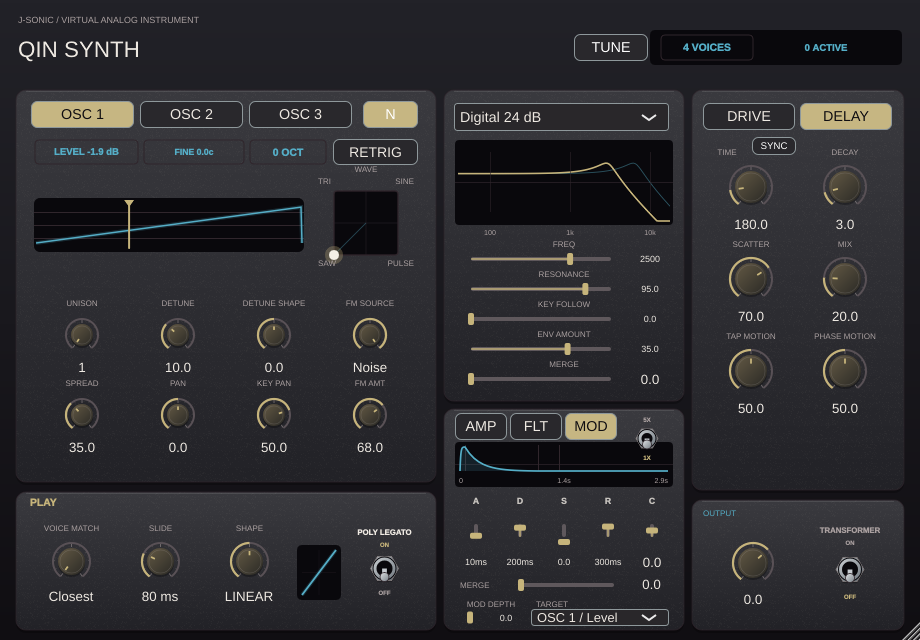 J-SONIC / VIRTUAL ANALOG INSTRUMENT
QIN SYNTH
TUNE
4 VOICES
0 ACTIVE
OSC 1
OSC 2
OSC 3
N
LEVEL -1.9 dB
FINE 0.0c
0 OCT
RETRIG
WAVE
TRI
SINE
SAW
PULSE
UNISON
DETUNE
DETUNE SHAPE
FM SOURCE
1
10.0
0.0
Noise
SPREAD
PAN
KEY PAN
FM AMT
35.0
0.0
50.0
68.0
Digital 24 dB
100
1k
10k
FREQ
2500
RESONANCE
95.0
KEY FOLLOW
0.0
ENV AMOUNT
35.0
MERGE
0.0
DRIVE
DELAY
SYNC
TIME
DECAY
180.0
3.0
SCATTER
MIX
70.0
20.0
TAP MOTION
PHASE MOTION
50.0
50.0
AMP
FLT
MOD
5X
1X
0
1.4s
2.9s
A
D
S
R
C
10ms
200ms
0.0
300ms
0.0
MERGE
0.0
MOD DEPTH
0.0
TARGET
OSC 1 / Level
PLAY
VOICE MATCH
SLIDE
SHAPE
POLY LEGATO
ON
OFF
Closest
80 ms
LINEAR
OUTPUT
TRANSFORMER
ON
OFF
0.0